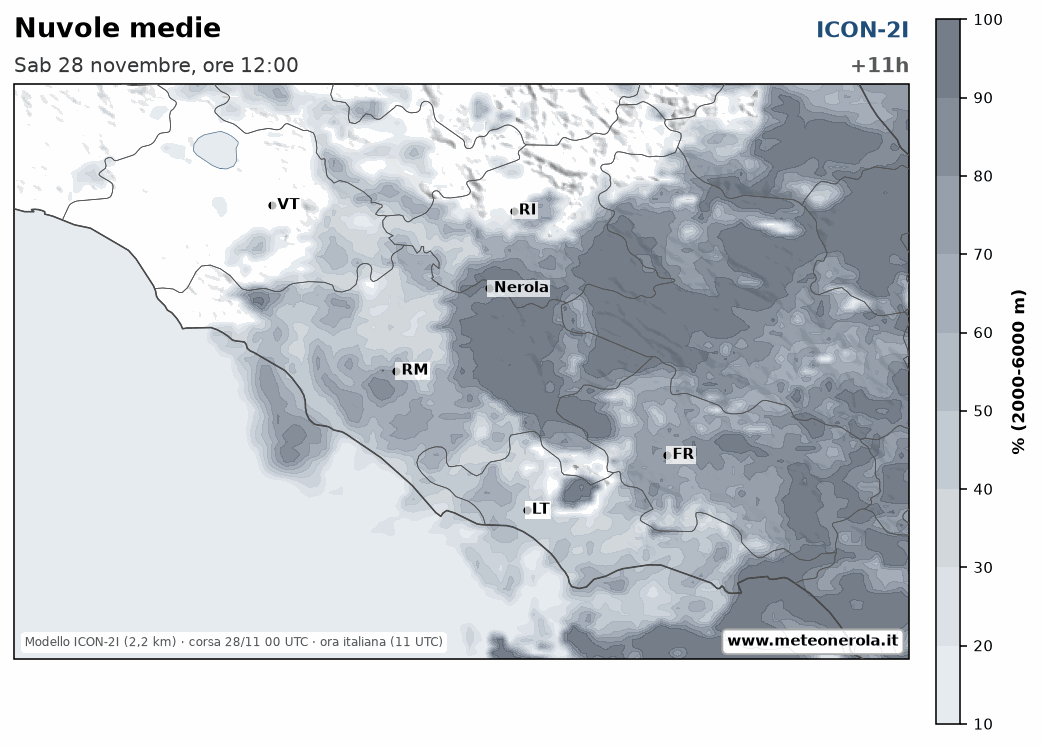 Nuvole medie
ICON-2I
Sab 28 novembre, ore 12:00
+11h
100
90
80
70
60
50
40
30
20
10
% (2000-6000 m)
VT
RI
Nerola
RM
FR
LT
Modello ICON-2I (2,2 km) · corsa 28/11 00 UTC · ora italiana (11 UTC)
www.meteonerola.it